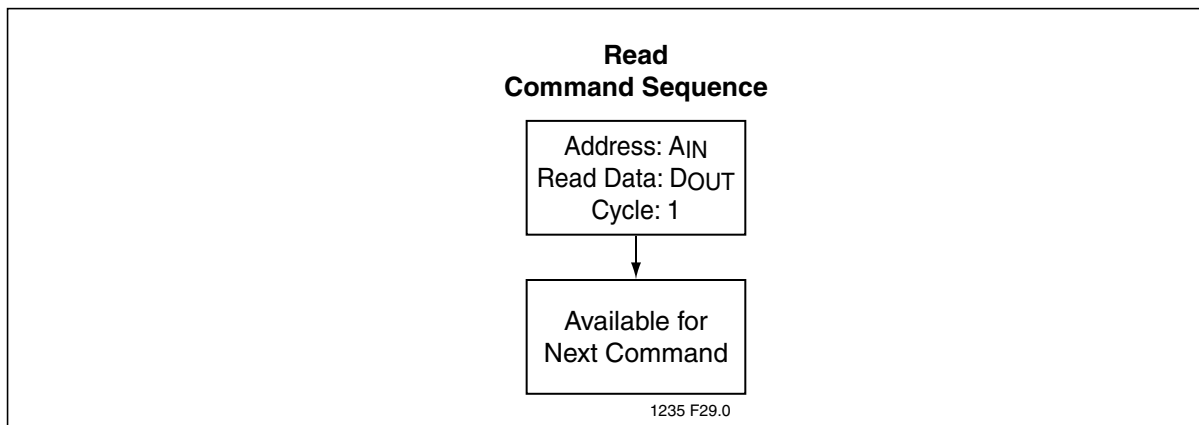 Read
Command Sequence
Address: AIN
Read Data: DOUT
Cycle: 1
Available for
Next Command
1235 F29.0